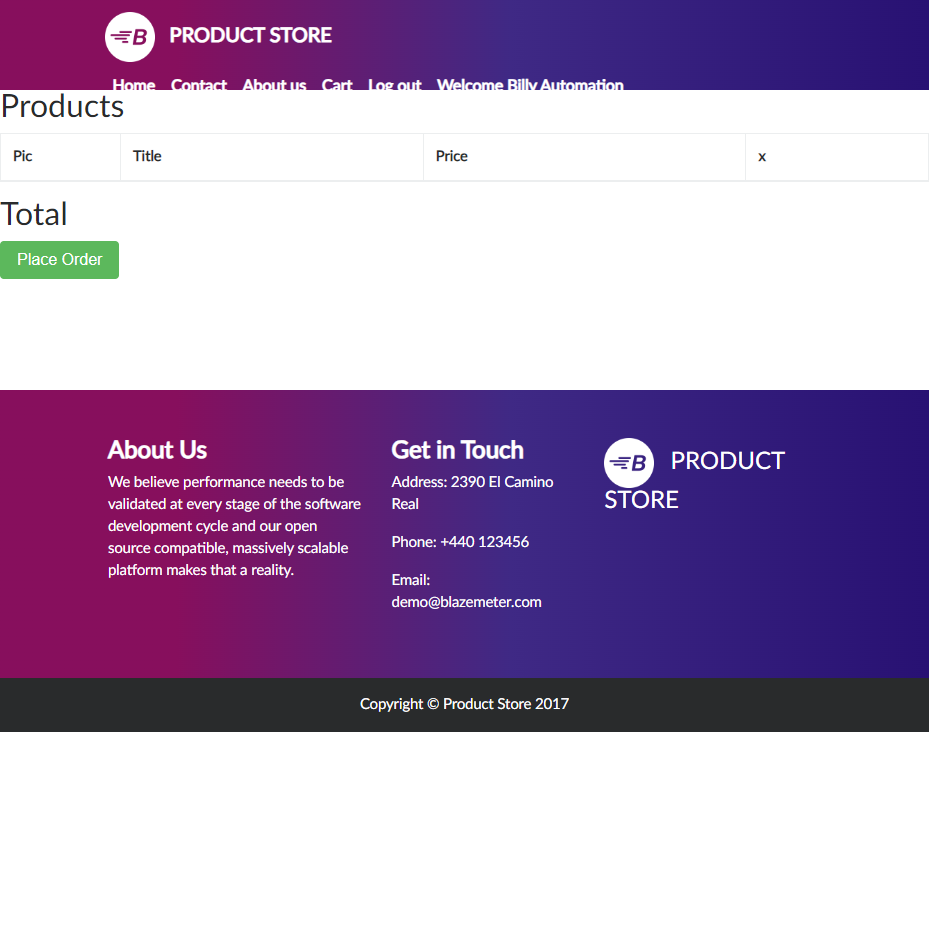 B PRODUCT STORE
Home Contact About us Cart Log out Welcome Billy Automation
Products
Pic Title Price x
Total
Place Order
About Us
We believe performance needs to be
validated at every stage of the software
development cycle and our open
source compatible, massively scalable
platform makes that a reality.
Get in Touch
Address: 2390 El Camino
Real
Phone: +440 123456
Email:
demo@blazemeter.com
B PRODUCT
STORE
Copyright © Product Store 2017